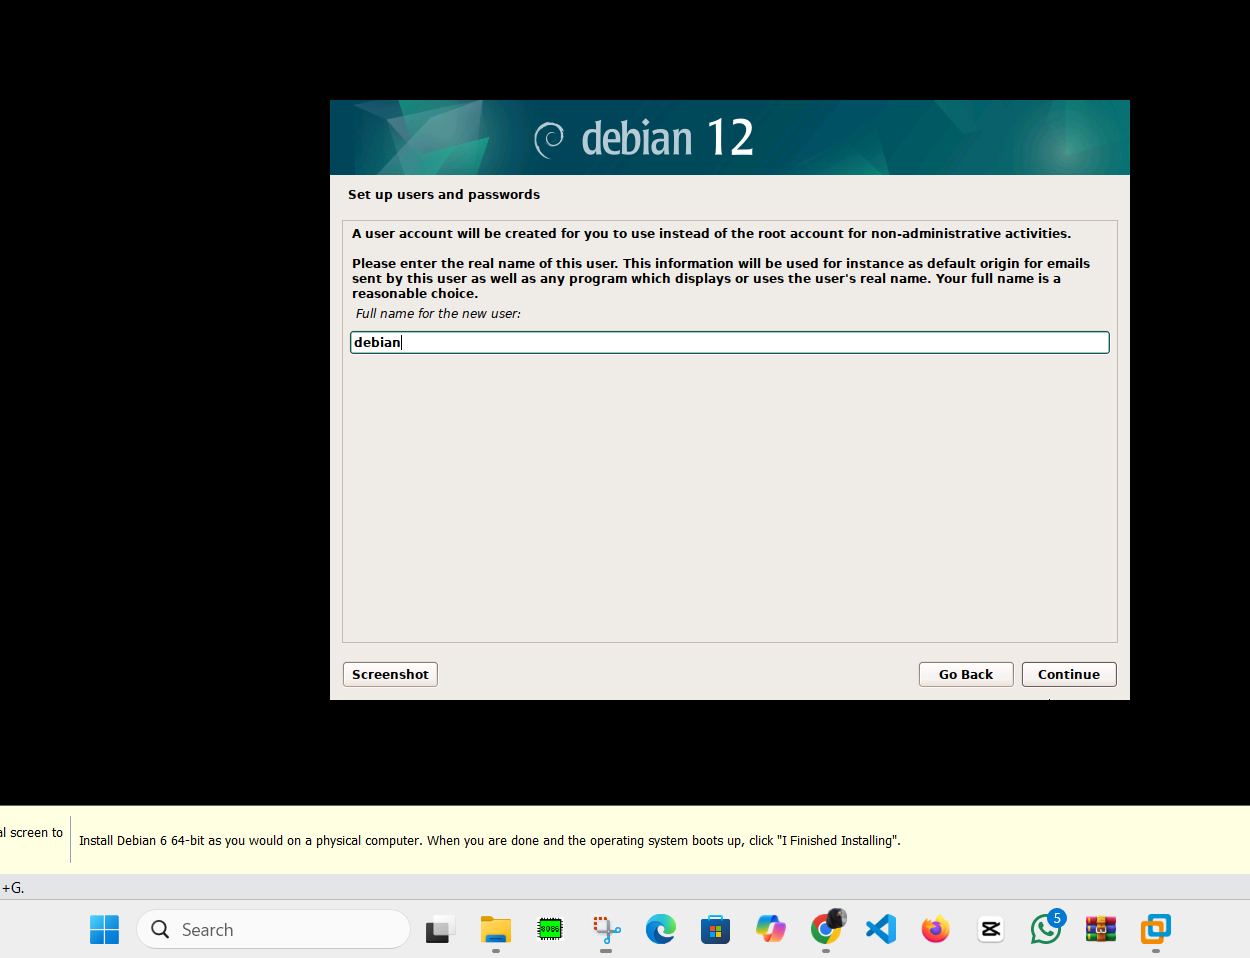 debian 12
Set up users and passwords
A user account will be created for you to use instead of the root account for non-administrative activities.
Please enter the real name of this user. This information will be used for instance as default origin for emails
sent by this user as well as any program which displays or uses the user's real name. Your full name is a
reasonable choice.
Full name for the new user:
debian
Screenshot
Go Back
Continue
al screen to
Install Debian 6 64-bit as you would on a physical computer. When you are done and the operating system boots up, click "I Finished Installing".
+G.
Search
8086
5